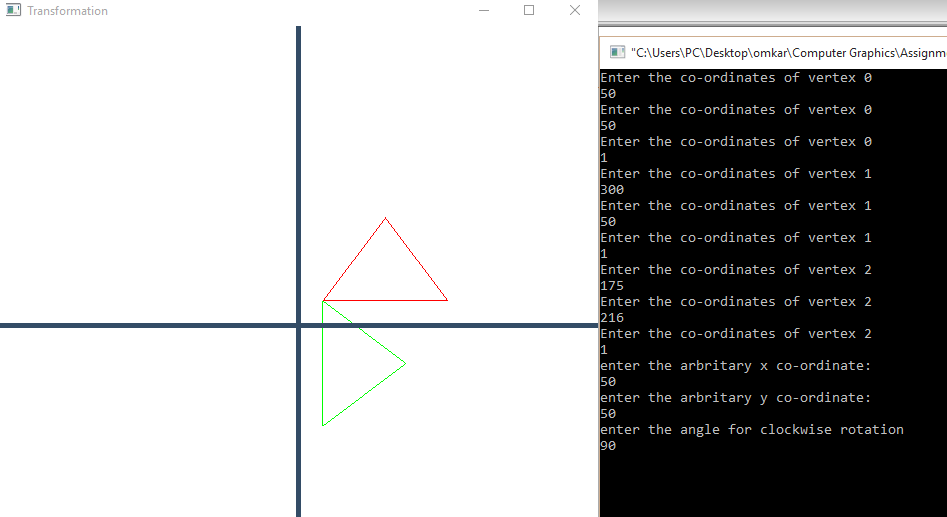 Transformation
"C:\Users\PC\Desktop\omkar\Computer Graphics\Assignm
Enter the co-ordinates of vertex 0
50
Enter the co-ordinates of vertex 0
50
Enter the co-ordinates of vertex 0
1
Enter the co-ordinates of vertex 1
300
Enter the co-ordinates of vertex 1
50
Enter the co-ordinates of vertex 1
1
Enter the co-ordinates of vertex 2
175
Enter the co-ordinates of vertex 2
216
Enter the co-ordinates of vertex 2
1
enter the arbritary x co-ordinate:
50
enter the arbritary y co-ordinate:
50
enter the angle for clockwise rotation
90